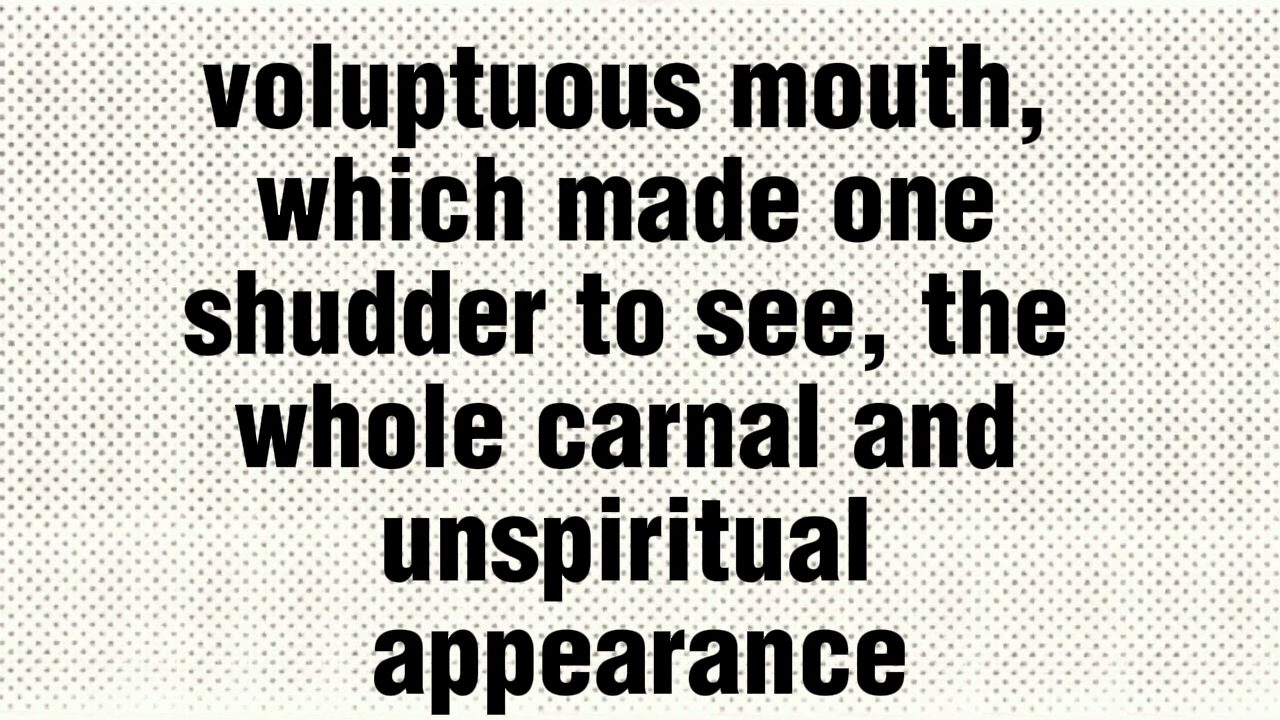 voluptuous mouth,
which made one
shudder to see, the
whole carnal and
unspiritual
appearance